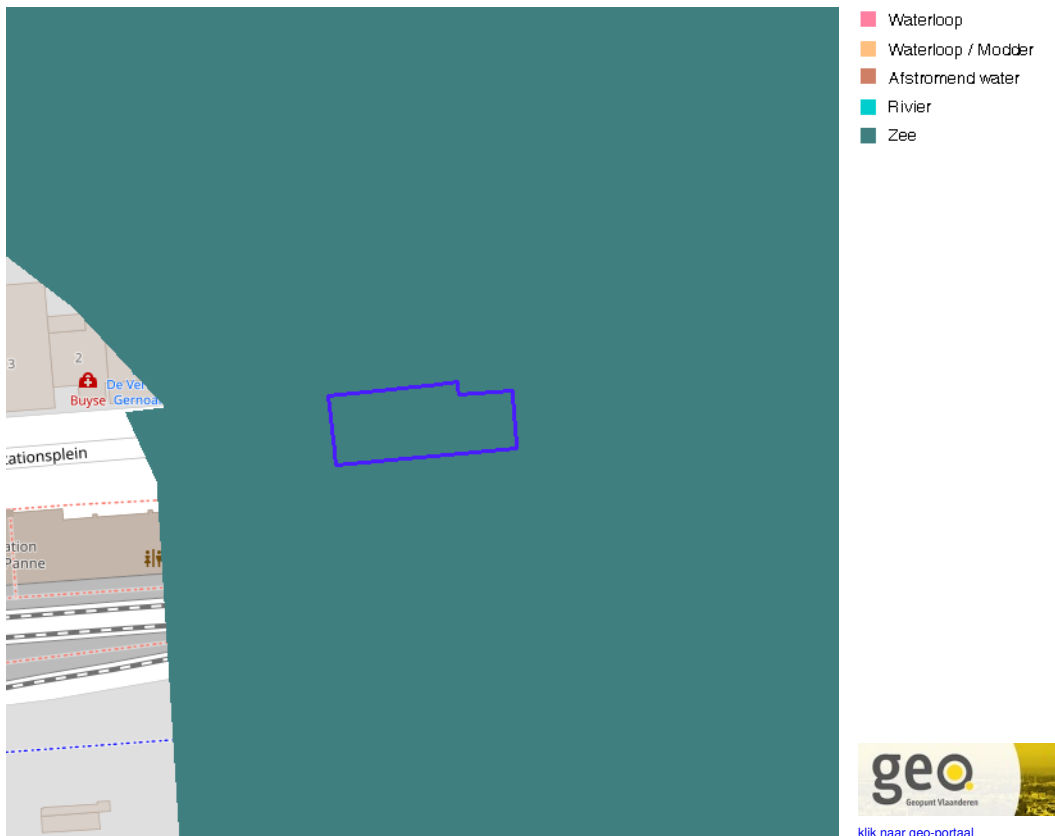 Waterloop
Waterloop / Modder
Afstromend water
Rivier
Zee
3
2
De Ver
Buyse Gernoa
tationsplein
ation
Panne
geo
Geopunt Vlaanderen
klik naar geo-portaal